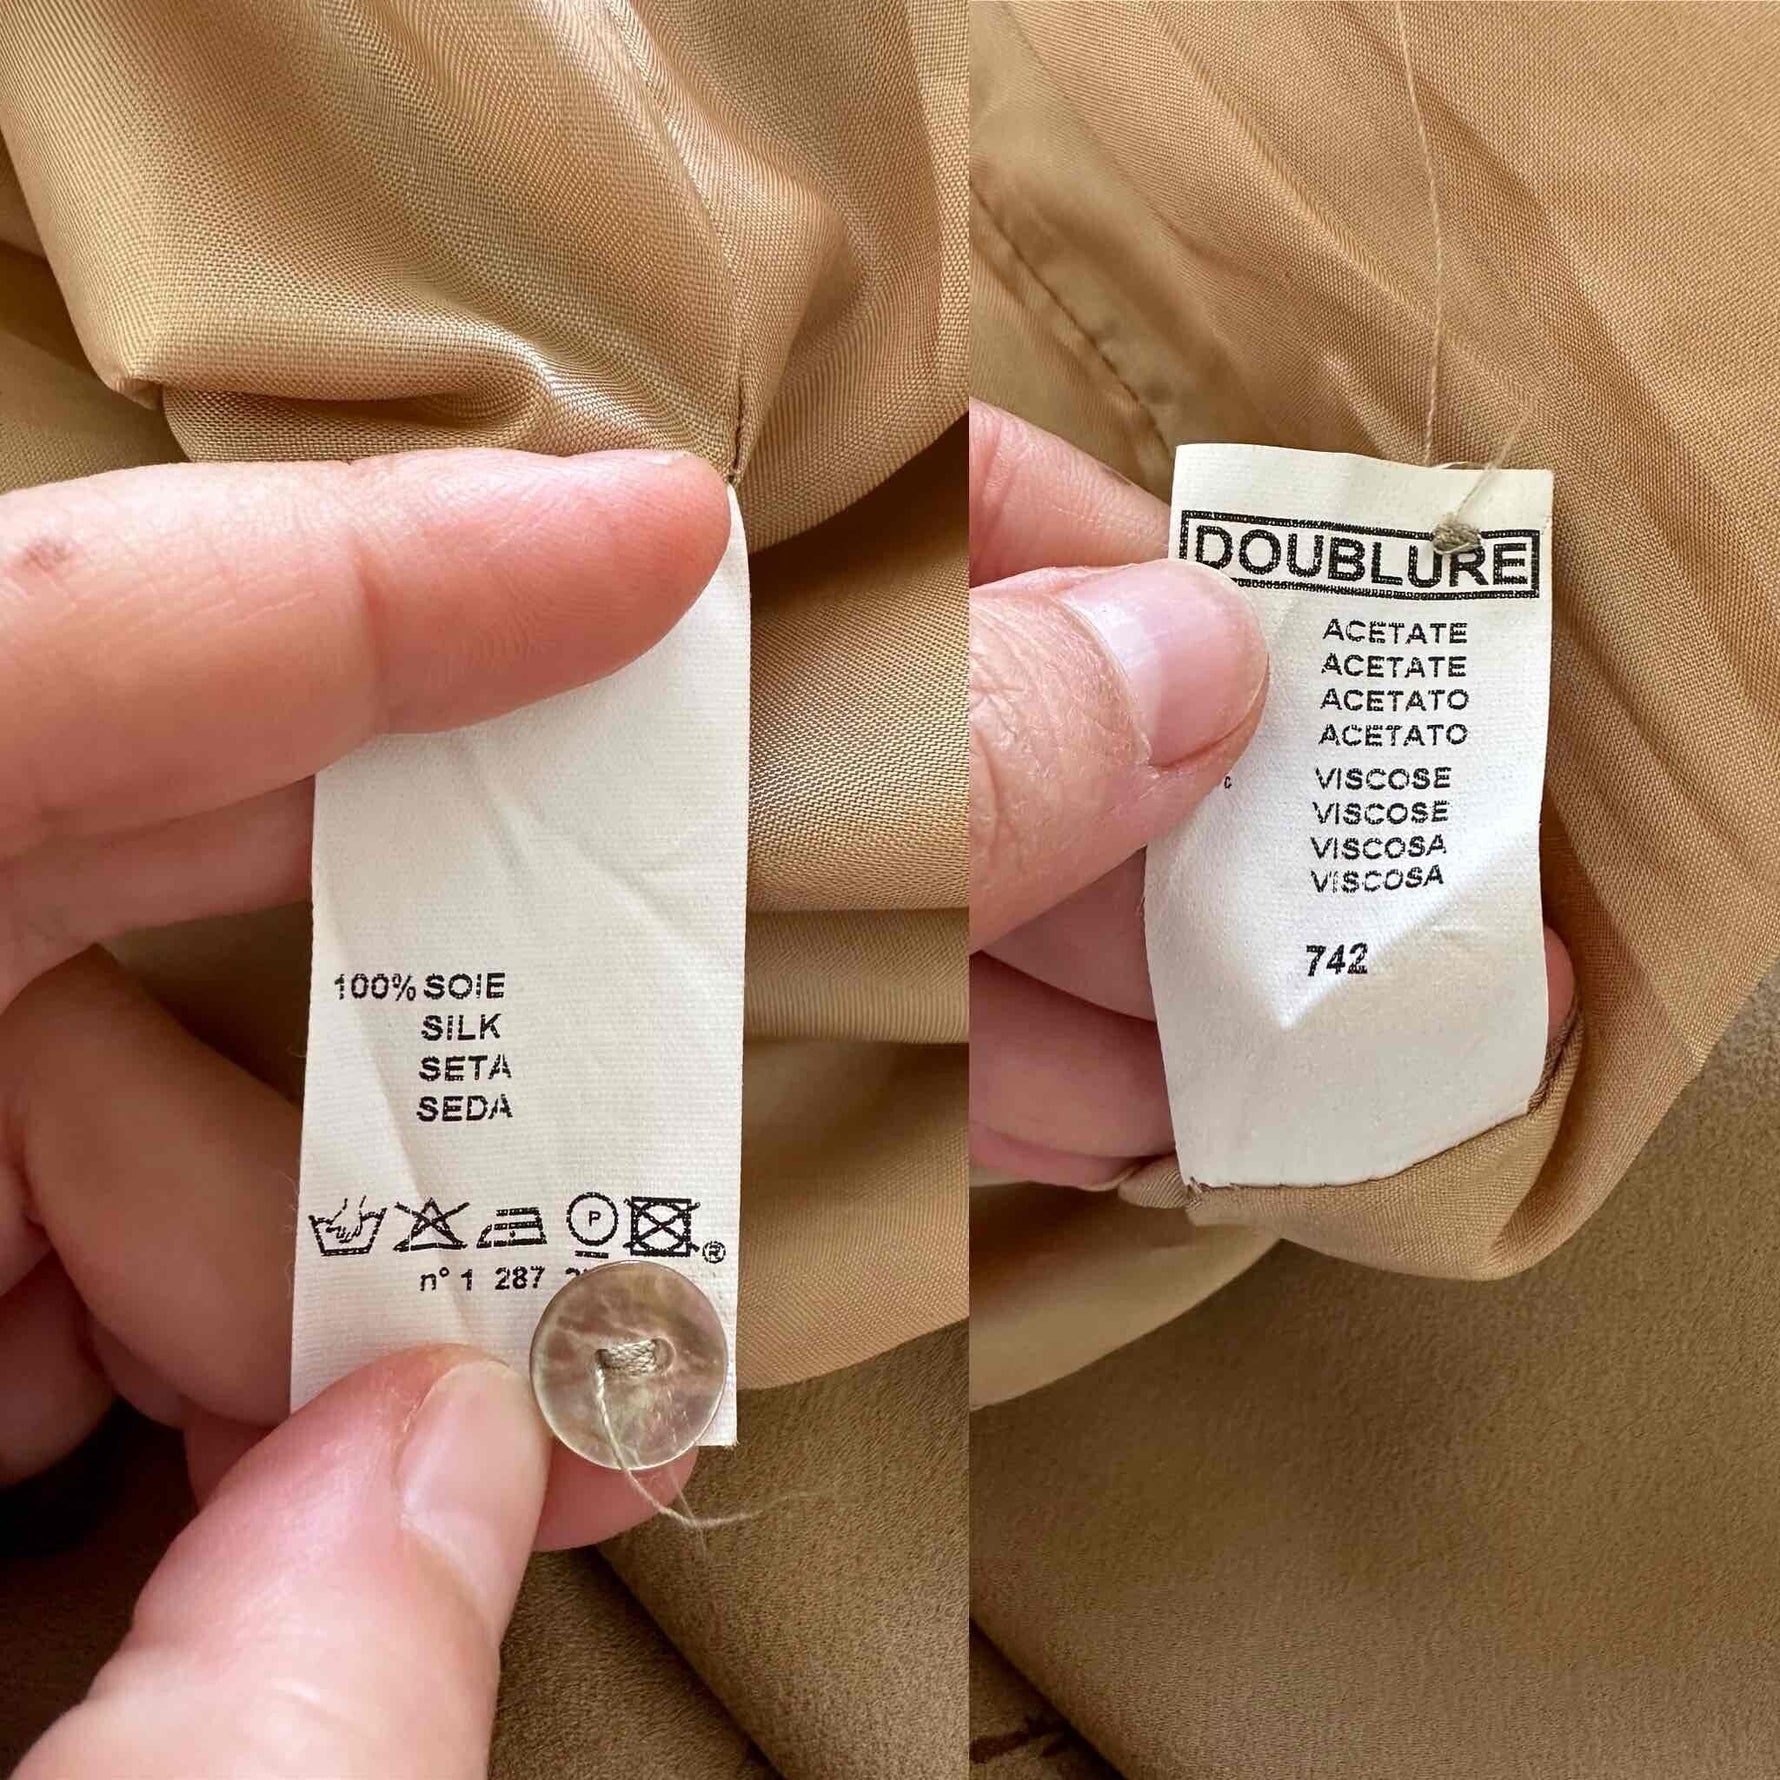 100% SOIE
SILK
SETA
SEDA
P
®
n° 1 287
DOUBLURE
ACETATE
ACETATE
ACETATO
ACETATO
VISCOSE
VISCOSE
VISCOSA
VISCOSA
742